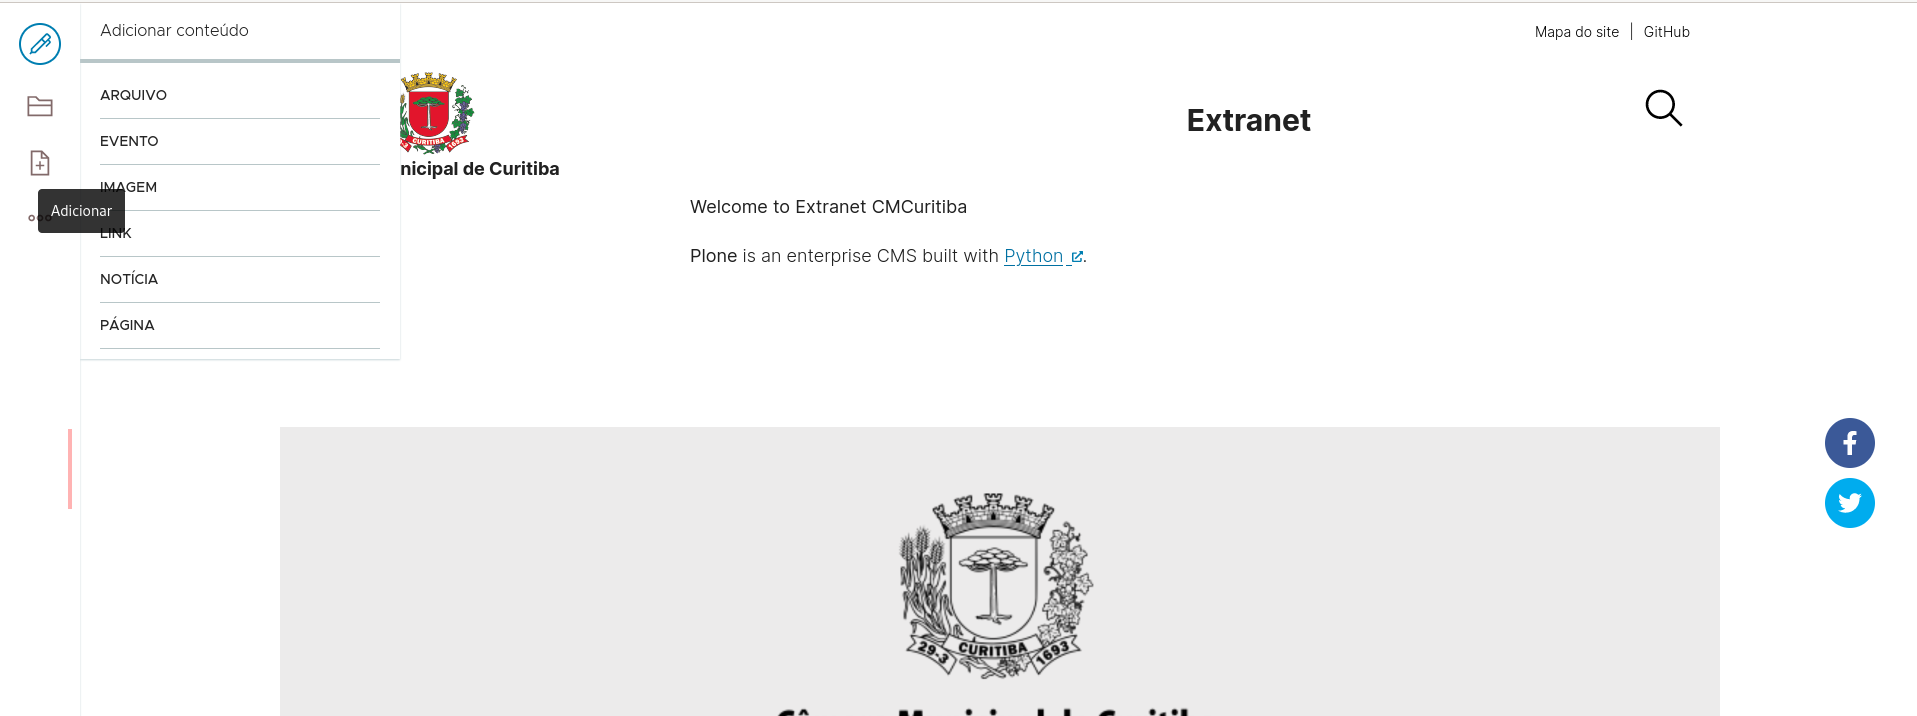 Adicionar conteúdo
Mapa do site
GitHub
ARQUIVO
EVENTO
IMAGEM
Adicionar
LINK
NOTÍCIA
PÁGINA
CURITIBA
1693
nicipal de Curitiba
Extranet
Welcome to Extranet CMCuritiba
Plone is an enterprise CMS built with Python .
29-3
CURITIBA
1693